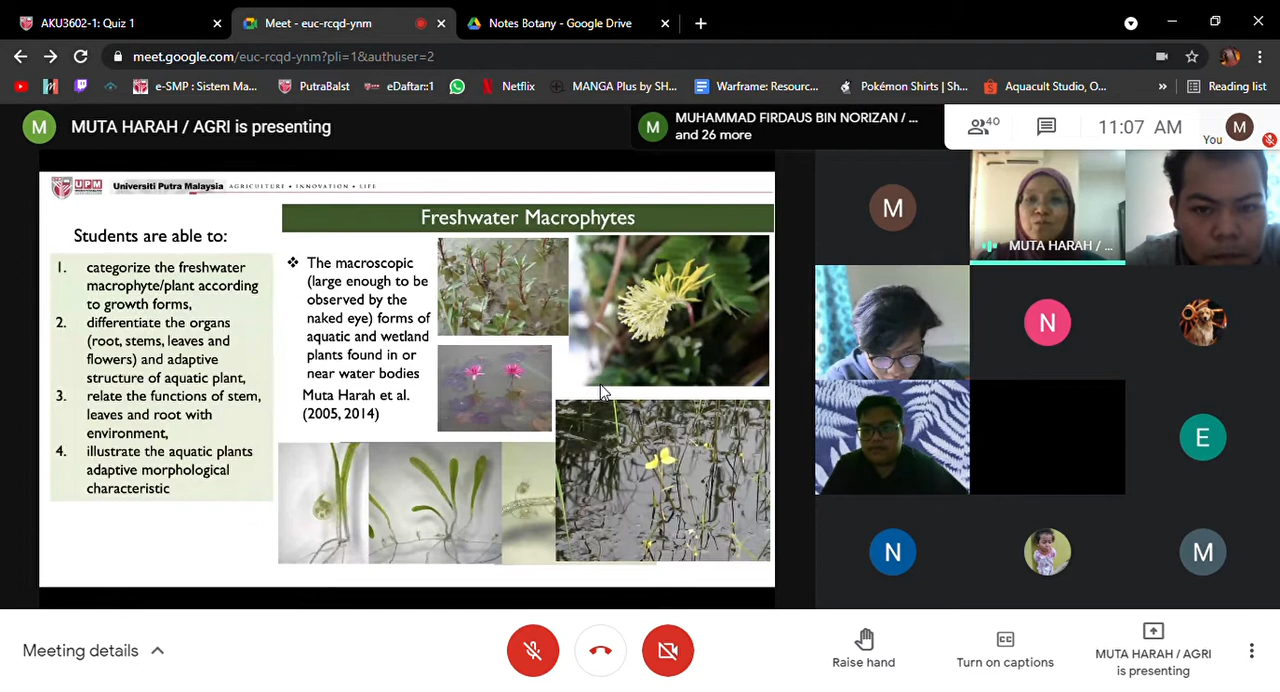 AKU3602-1: Quiz 1
Meet - euc-rcqd-ynm
Notes Botany - Google Drive
meet.google.com/euc-rcqd-ynm?pli=1&authuser=2
e-SMP : Sistem Ma...
PutraBalst
eDaftar::1
Netflix
MANGA Plus by SH...
Warframe: Resourc...
Pokémon Shirts | Sh...
Aquacult Studio, O...
»
Reading list
M
MUTA HARAH / AGRI is presenting
M
MUHAMMAD FIRDAUS BIN NORIZAN / ...
and 26 more
40
11:07 AM
You
M
UPM
Universiti Putra Malaysia
AGRICULTURE • INNOVATION • LIFE
Freshwater Macrophytes
Students are able to:
1. categorize the freshwater
macrophyte/plant according
to growth forms,
2. differentiate the organs
(root, stems, leaves and
flowers) and adaptive
structure of aquatic plant,
3. relate the functions of stem,
leaves and root with
environment,
4. illustrate the aquatic plants
adaptive morphological
characteristic
❖ The macroscopic
(large enough to be
observed by the
naked eye) forms of
aquatic and wetland
plants found in or
near water bodies
Muta Harah et al.
(2005, 2014)
M
MUTA HARAH / ...
N
E
N
M
Meeting details
Raise hand
Turn on captions
MUTA HARAH / AGRI
is presenting